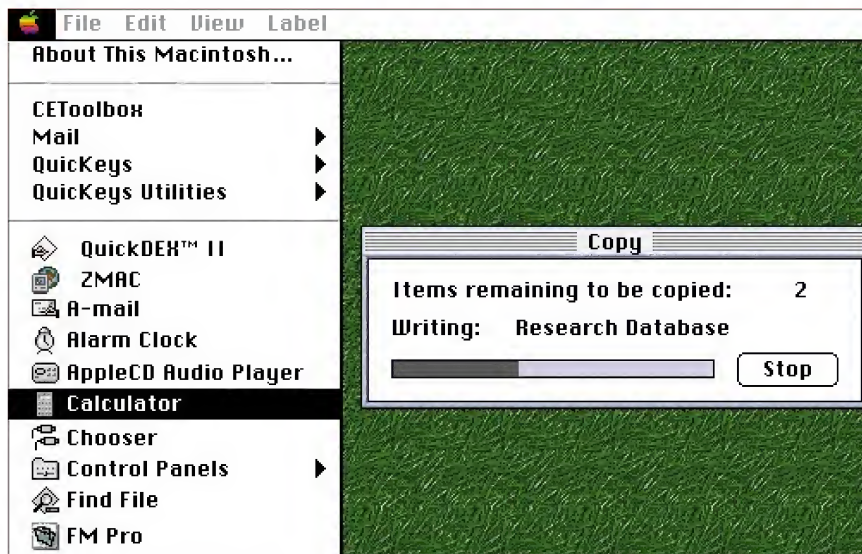 File Edit View Label
About This Macintosh...
CEToolbox
Mail
QuicKeys
QuicKeys Utilities
QuickDEX™ II
ZMAC
A-mail
Alarm Clock
AppleCD Audio Player
Calculator
Chooser
Control Panels
Find File
FM Pro
Copy
Items remaining to be copied: 2
Writing: Research Database
Stop